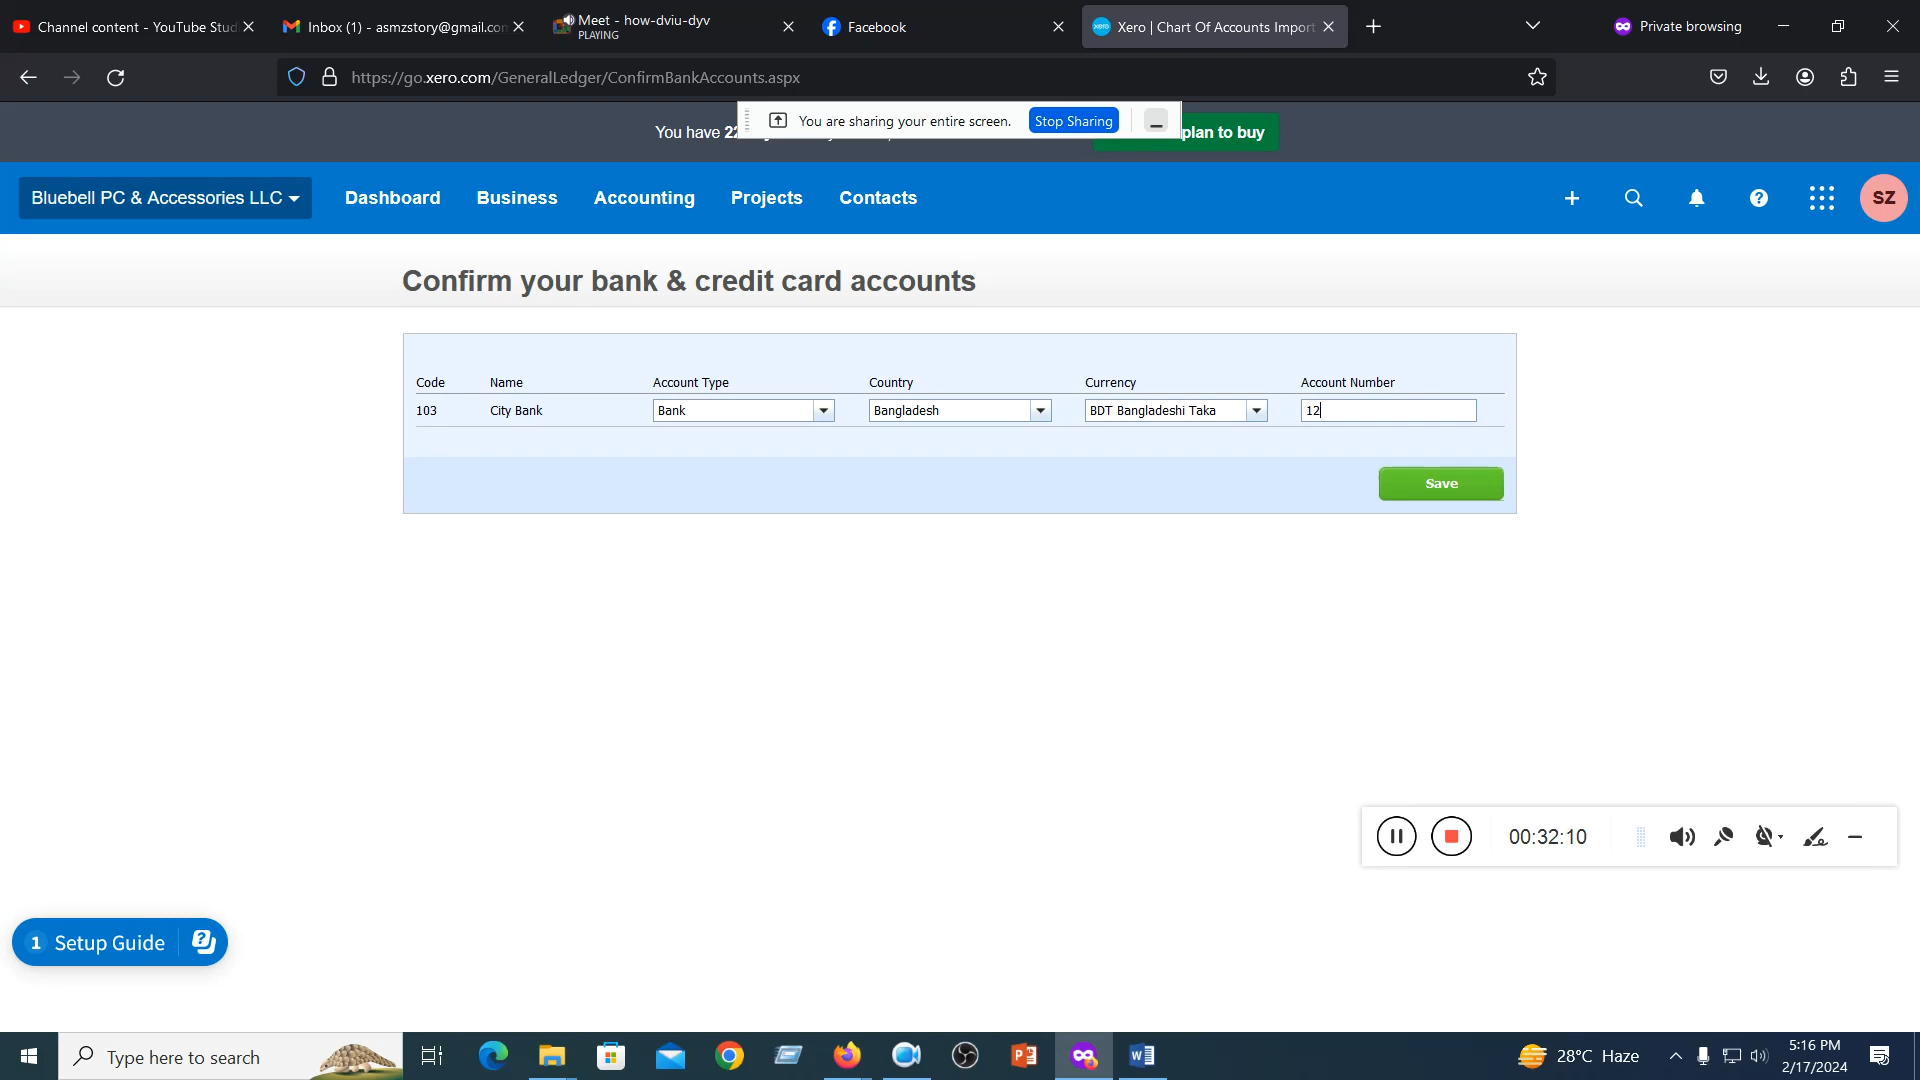 Channel content - YouTube Stud
Inbox (1) - asmzstory@gmail.con
Meet - how-dviu-dyv
PLAYING
Facebook
Xero | Chart Of Accounts Import
Private browsing
https://go.xero.com/GeneralLedger/ConfirmBankAccounts.aspx
You have 22
You are sharing your entire screen.
Stop Sharing
plan to buy
Bluebell PC & Accessories LLC
Dashboard
Business
Accounting
Projects
Contacts
SZ
Confirm your bank & credit card accounts
Code Name Account Type Country Currency Account Number
103 City Bank Bank Bangladesh BDT Bangladeshi Taka 12
Save
00:32:10
1 Setup Guide
Type here to search
28°C Haze
5:16 PM
2/17/2024